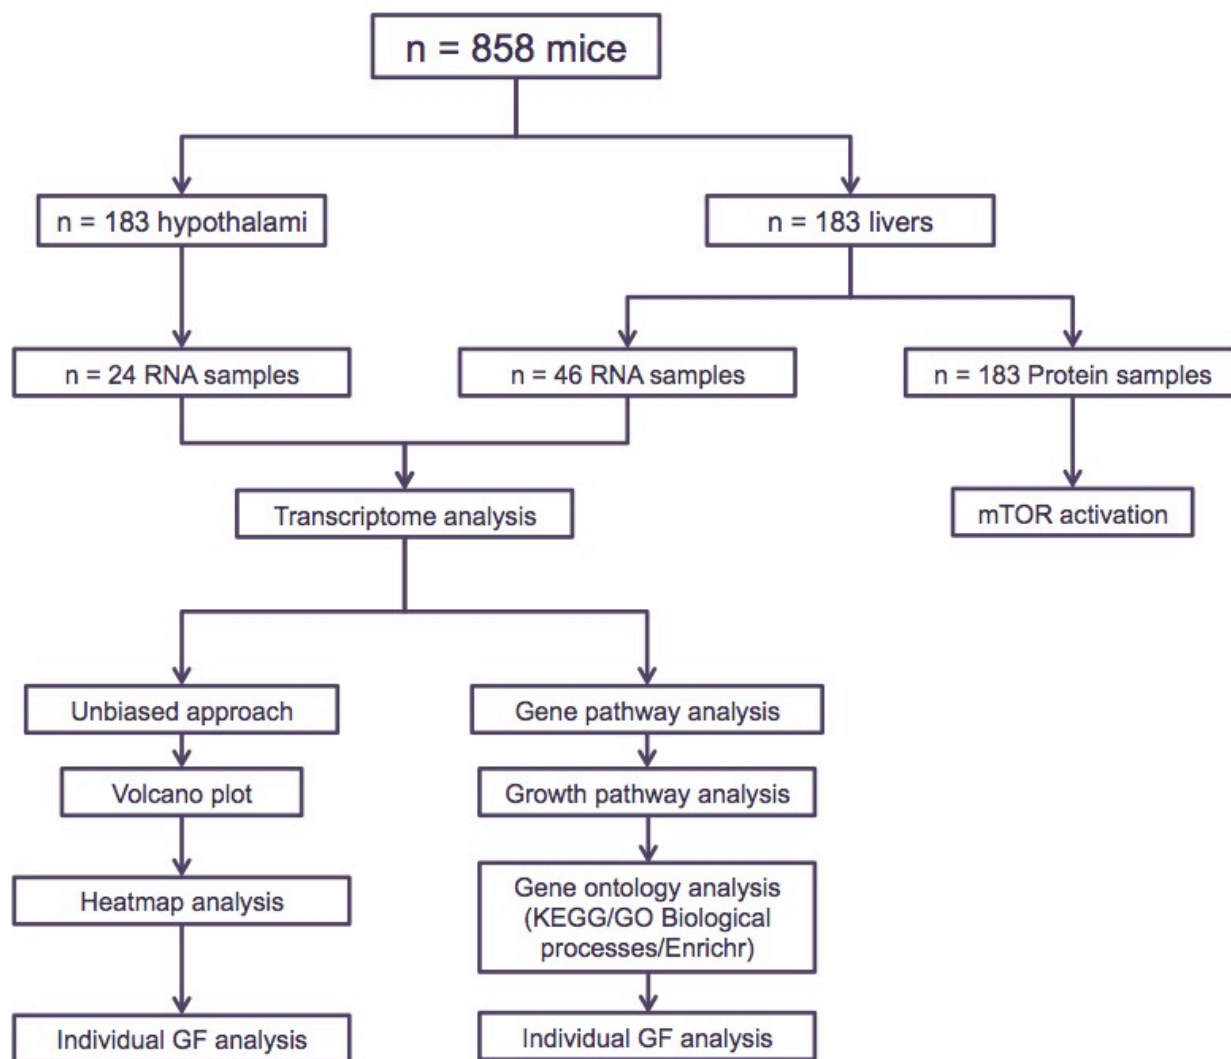 n = 858 mice
n = 183 hypothalami
n = 183 livers
n = 24 RNA samples
n = 46 RNA samples
n = 183 Protein samples
Transcriptome analysis
mTOR activation
Unbiased approach
Gene pathway analysis
Volcano plot
Growth pathway analysis
Heatmap analysis
Gene ontology analysis
(KEGG/GO Biological
processes/Enrichr)
Individual GF analysis
Individual GF analysis